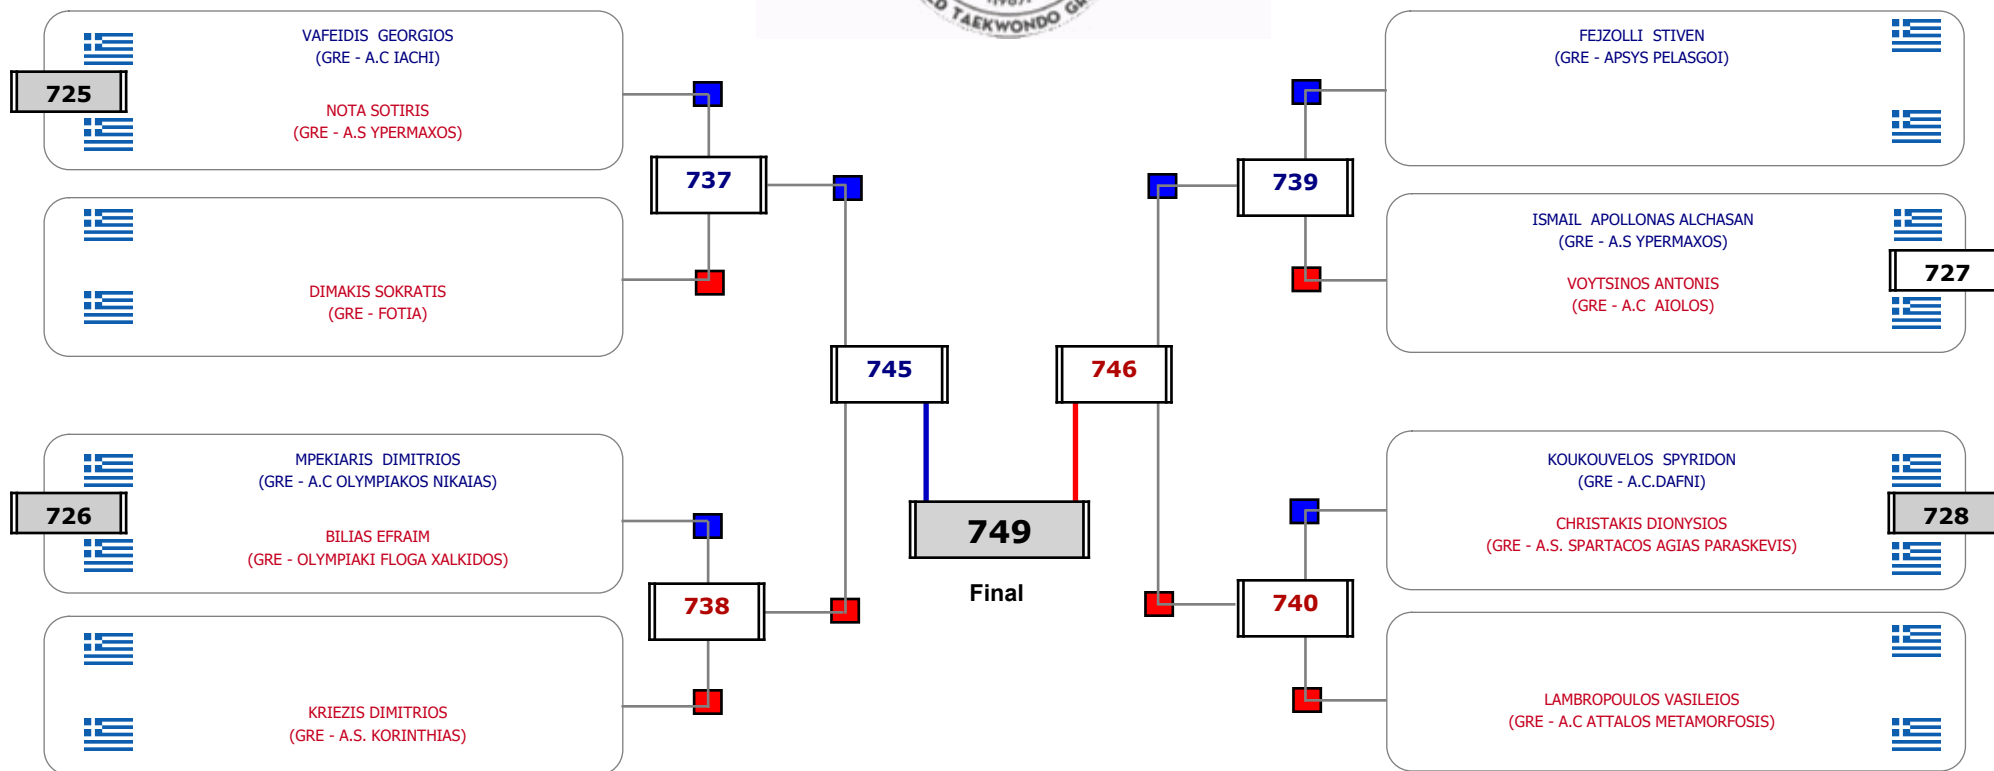 TAEKWONDO
VAFEIDIS GEORGIOS
(GRE - A.C IACHI)
725
NOTA SOTIRIS
(GRE - A.S YPERMAXOS)
737
DIMAKIS SOKRATIS
(GRE - FOTIA)
745
MPEKIARIS DIMITRIOS
(GRE - A.C OLYMPIAKOS NIKAIAS)
726
BILIAS EFRAIM
(GRE - OLYMPIAKI FLOGA XALKIDOS)
738
KRIEZIS DIMITRIOS
(GRE - A.S. KORINTHIAS)
749
Final
FEJZOLLI STIVEN
(GRE - APSYS PELASGOI)
739
ISMAIL APOLLONAS ALCHASAN
(GRE - A.S YPERMAXOS)
727
VOYTSINOS ANTONIS
(GRE - A.C AIOLOS)
746
KOUKOUVELOS SPYRIDON
(GRE - A.C.DAFNI)
728
CHRISTAKIS DIONYSIOS
(GRE - A.S. SPARTACOS AGIAS PARASKEVIS)
740
LAMBROPOULOS VASILEIOS
(GRE - A.C ATTALOS METAMORFOSIS)